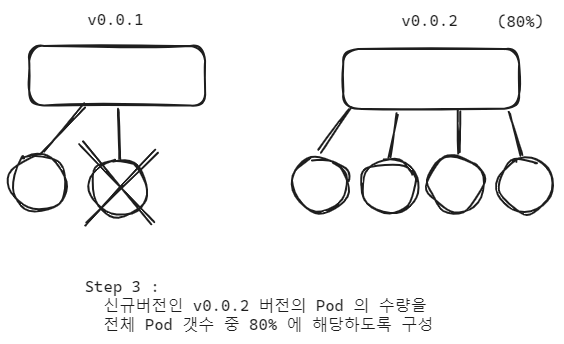 v0.0.1
v0.0.2 (80%)
Step 3 :
신규버전인 v0.0.2 버전의 Pod 의 수량을
전체 Pod 갯수 중 80% 에 해당하도록 구성